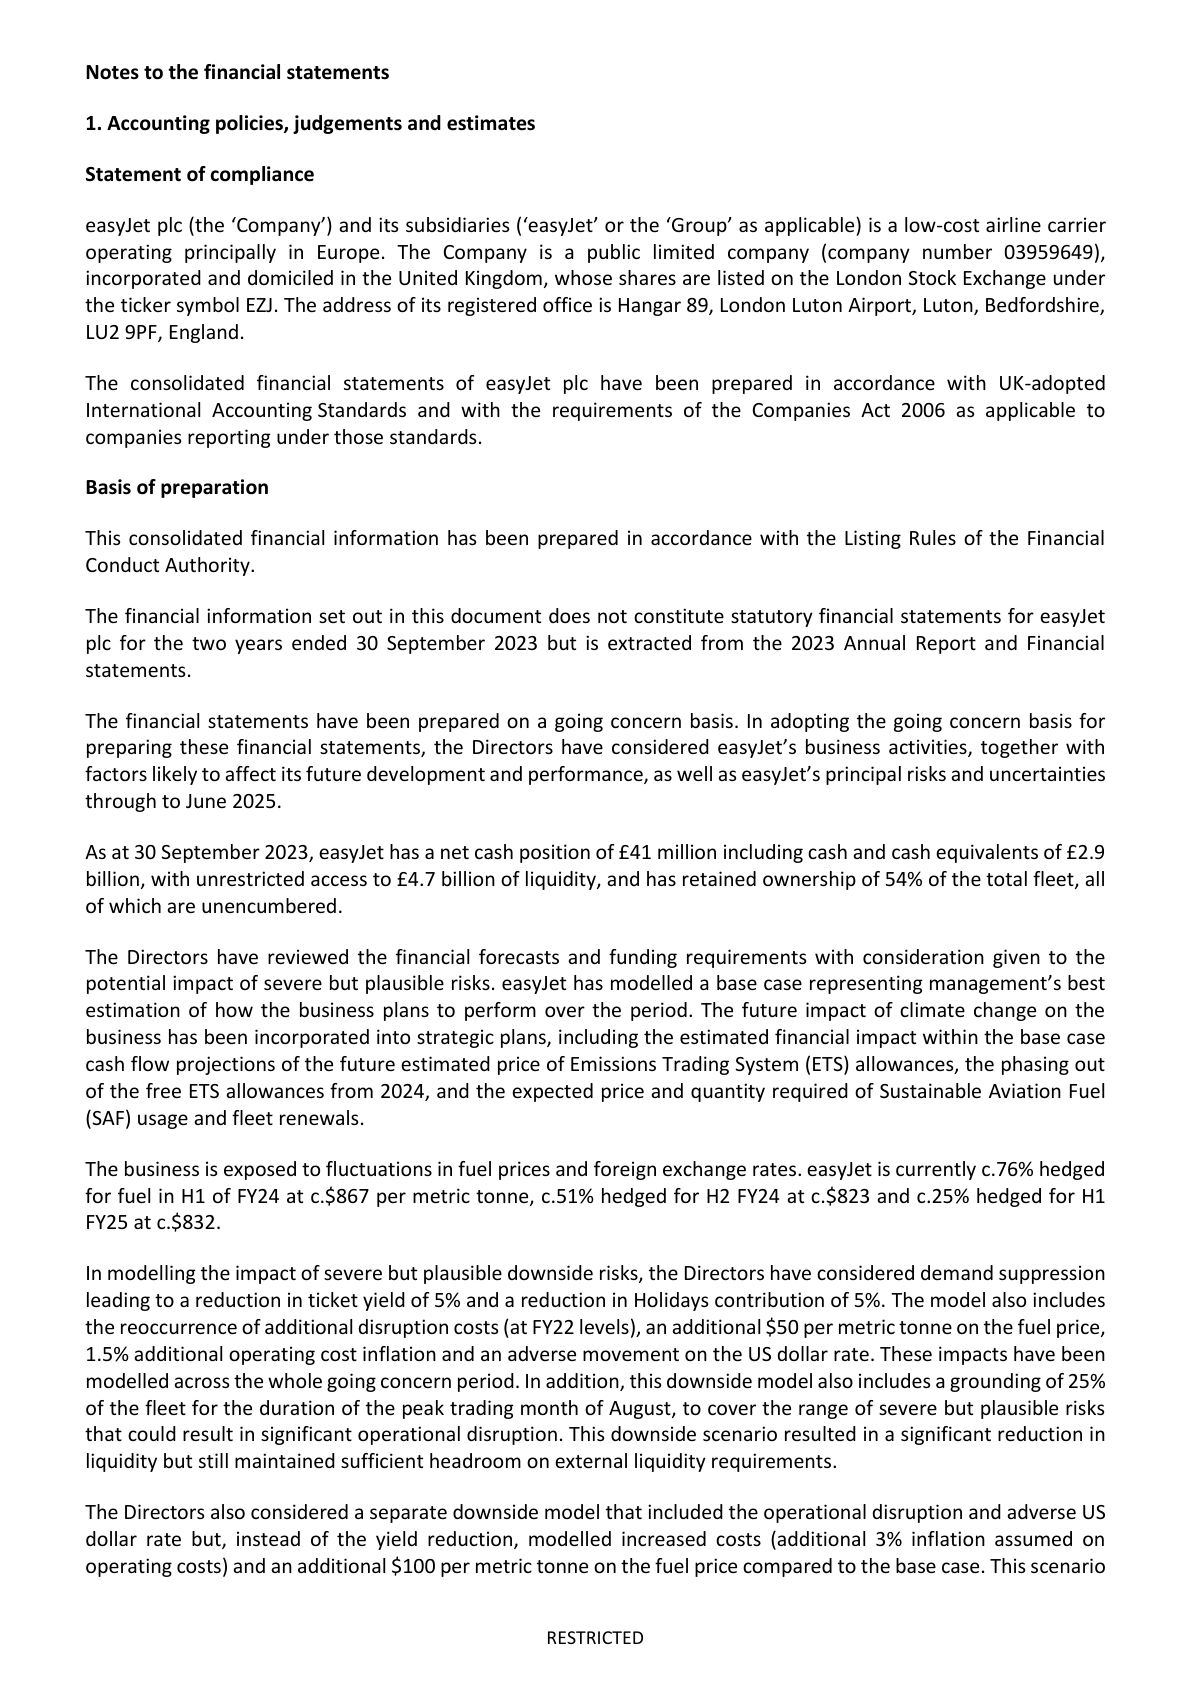 Notes to the financial statements
1. Accounting policies, judgements and estimates
Statement of compliance
easyJet plc (the ‘Company’) and its subsidiaries (‘easyJet’ or the ‘Group’ as applicable) is a low-cost airline carrier
operating principally in Europe. The Company is a public limited company (company number 03959649),
incorporated and domiciled in the United Kingdom, whose shares are listed on the London Stock Exchange under
the ticker symbol EZJ. The address of its registered office is Hangar 89, London Luton Airport, Luton, Bedfordshire,
LU2 9PF, England.
The consolidated financial statements of easyJet plc have been prepared in accordance with UK-adopted
International Accounting Standards and with the requirements of the Companies Act 2006 as applicable to
companies reporting under those standards.
Basis of preparation
This consolidated financial information has been prepared in accordance with the Listing Rules of the Financial
Conduct Authority.
The financial information set out in this document does not constitute statutory financial statements for easyJet
plc for the two years ended 30 September 2023 but is extracted from the 2023 Annual Report and Financial
statements.
The financial statements have been prepared on a going concern basis. In adopting the going concern basis for
preparing these financial statements, the Directors have considered easyJet’s business activities, together with
factors likely to affect its future development and performance, as well as easyJet’s principal risks and uncertainties
through to June 2025.
As at 30 September 2023, easyJet has a net cash position of £41 million including cash and cash equivalents of £2.9
billion, with unrestricted access to £4.7 billion of liquidity, and has retained ownership of 54% of the total fleet, all
of which are unencumbered.
The Directors have reviewed the financial forecasts and funding requirements with consideration given to the
potential impact of severe but plausible risks. easyJet has modelled a base case representing management’s best
estimation of how the business plans to perform over the period. The future impact of climate change on the
business has been incorporated into strategic plans, including the estimated financial impact within the base case
cash flow projections of the future estimated price of Emissions Trading System (ETS) allowances, the phasing out
of the free ETS allowances from 2024, and the expected price and quantity required of Sustainable Aviation Fuel
(SAF) usage and fleet renewals.
The business is exposed to fluctuations in fuel prices and foreign exchange rates. easyJet is currently c.76% hedged
for fuel in H1 of FY24 at c.$867 per metric tonne, c.51% hedged for H2 FY24 at c.$823 and c.25% hedged for H1
FY25 at c.$832.
In modelling the impact of severe but plausible downside risks, the Directors have considered demand suppression
leading to a reduction in ticket yield of 5% and a reduction in Holidays contribution of 5%. The model also includes
the reoccurrence of additional disruption costs (at FY22 levels), an additional $50 per metric tonne on the fuel price,
1.5% additional operating cost inflation and an adverse movement on the US dollar rate. These impacts have been
modelled across the whole going concern period. In addition, this downside model also includes a grounding of 25%
of the fleet for the duration of the peak trading month of August, to cover the range of severe but plausible risks
that could result in significant operational disruption. This downside scenario resulted in a significant reduction in
liquidity but still maintained sufficient headroom on external liquidity requirements.
The Directors also considered a separate downside model that included the operational disruption and adverse US
dollar rate but, instead of the yield reduction, modelled increased costs (additional 3% inflation assumed on
operating costs) and an additional $100 per metric tonne on the fuel price compared to the base case. This scenario
RESTRICTED